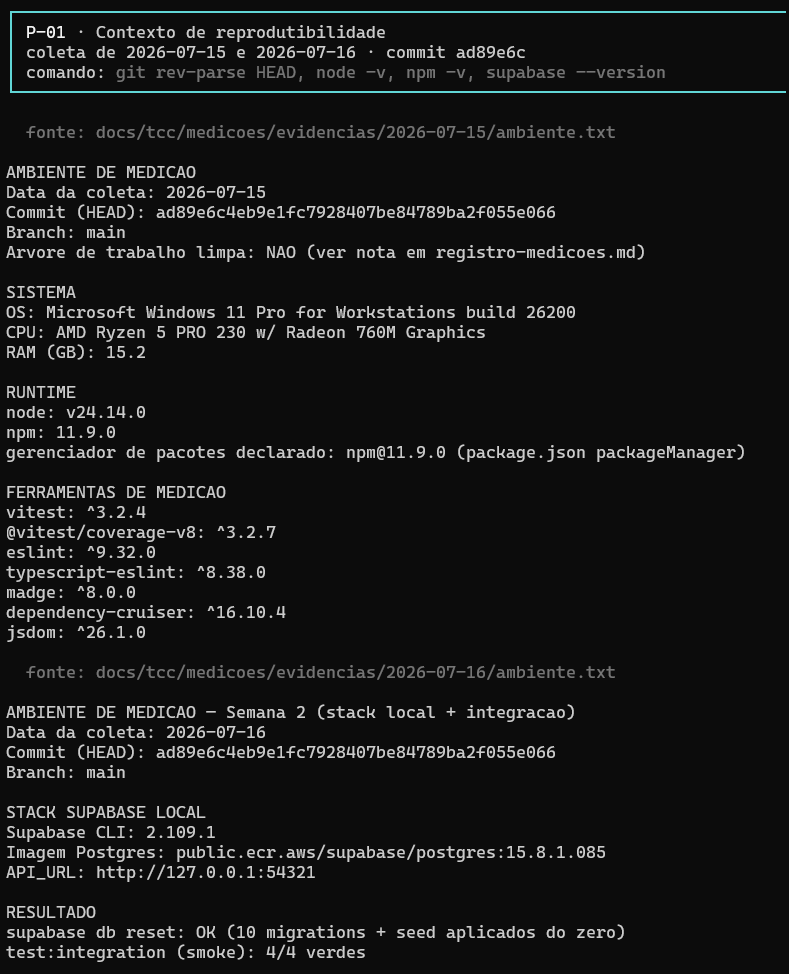 P-01 · Contexto de reprodutibilidade
coleta de 2026-07-15 e 2026-07-16 · commit ad89e6c
comando: git rev-parse HEAD, node -v, npm -v, supabase --version
fonte: docs/tcc/medicoes/evidencias/2026-07-15/ambiente.txt
AMBIENTE DE MEDICAO
Data da coleta: 2026-07-15
Commit (HEAD): ad89e6c4eb9e1fc7928407be84789ba2f055e066
Branch: main
Arvore de trabalho limpa: NAO (ver nota em registro-medicoes.md)
SISTEMA
OS: Microsoft Windows 11 Pro for Workstations build 26200
CPU: AMD Ryzen 5 PRO 230 w/ Radeon 760M Graphics
RAM (GB): 15.2
RUNTIME
node: v24.14.0
npm: 11.9.0
gerenciador de pacotes declarado: npm@11.9.0 (package.json packageManager)
FERRAMENTAS DE MEDICAO
vitest: ^3.2.4
@vitest/coverage-v8: ^3.2.7
eslint: ^9.32.0
typescript-eslint: ^8.38.0
madge: ^8.0.0
dependency-cruiser: ^16.10.4
jsdom: ^26.1.0
fonte: docs/tcc/medicoes/evidencias/2026-07-16/ambiente.txt
AMBIENTE DE MEDICAO — Semana 2 (stack local + integracao)
Data da coleta: 2026-07-16
Commit (HEAD): ad89e6c4eb9e1fc7928407be84789ba2f055e066
Branch: main
STACK SUPABASE LOCAL
Supabase CLI: 2.109.1
Imagem Postgres: public.ecr.aws/supabase/postgres:15.8.1.085
API_URL: http://127.0.0.1:54321
RESULTADO
supabase db reset: OK (10 migrations + seed aplicados do zero)
test:integration (smoke): 4/4 verdes